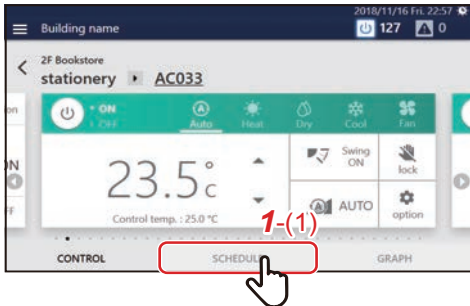 2018/11/16 Fri. 22:57
Building name 127 0
2F Bookstore
stationery AC033
ON
OFF
Auto Heat Dry Cool Fan
23.5°C
Control temp. : 25.0 °C
Swing
ON
lock
AUTO
option
1-(1)
CONTROL SCHEDULE GRAPH